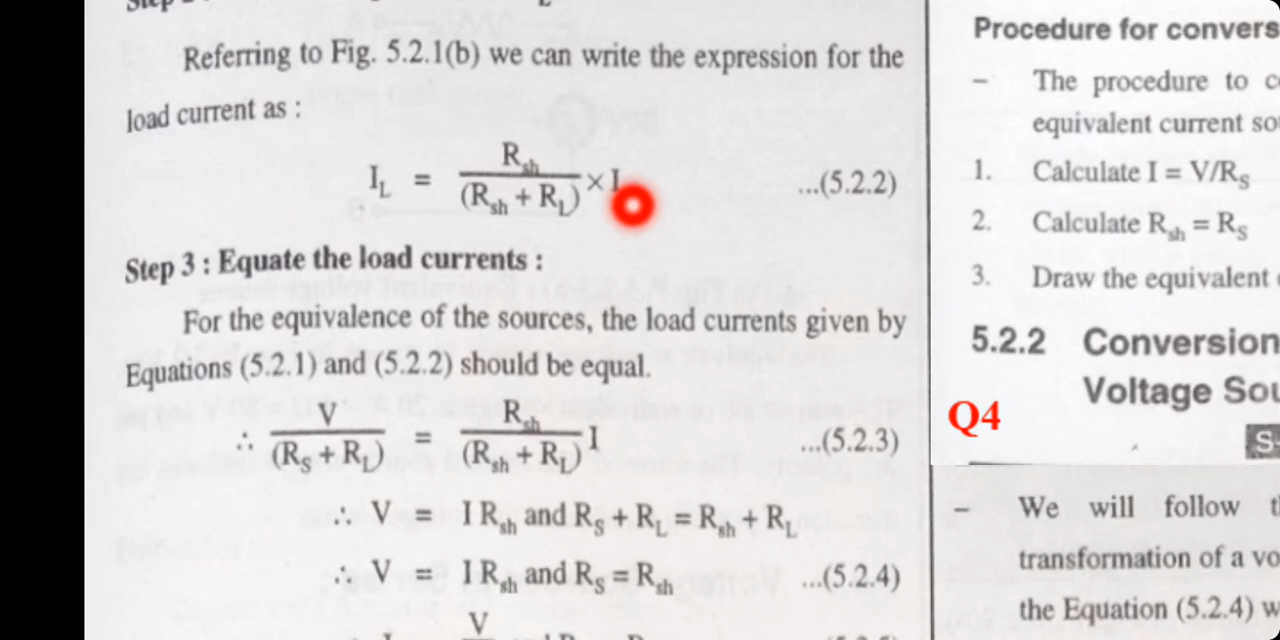 Referring to Fig. 5.2.1(b) we can write the expression for the
load current as :
I_L = R_sh / (R_sh + R_L) × I ...(5.2.2)
Step 3 : Equate the load currents :
For the equivalence of the sources, the load currents given by
Equations (5.2.1) and (5.2.2) should be equal.
∴ V / (R_S + R_L) = R_sh / (R_sh + R_L) I ...(5.2.3)
∴ V = I R_sh and R_S + R_L = R_sh + R_L
∴ V = I R_sh and R_S = R_sh ...(5.2.4)
V
Procedure for convers
– The procedure to c
equivalent current so
1. Calculate I = V/R_S
2. Calculate R_sh = R_S
3. Draw the equivalent
5.2.2 Conversion
Voltage Sou
Q4
S
– We will follow t
transformation of a vo
the Equation (5.2.4) w